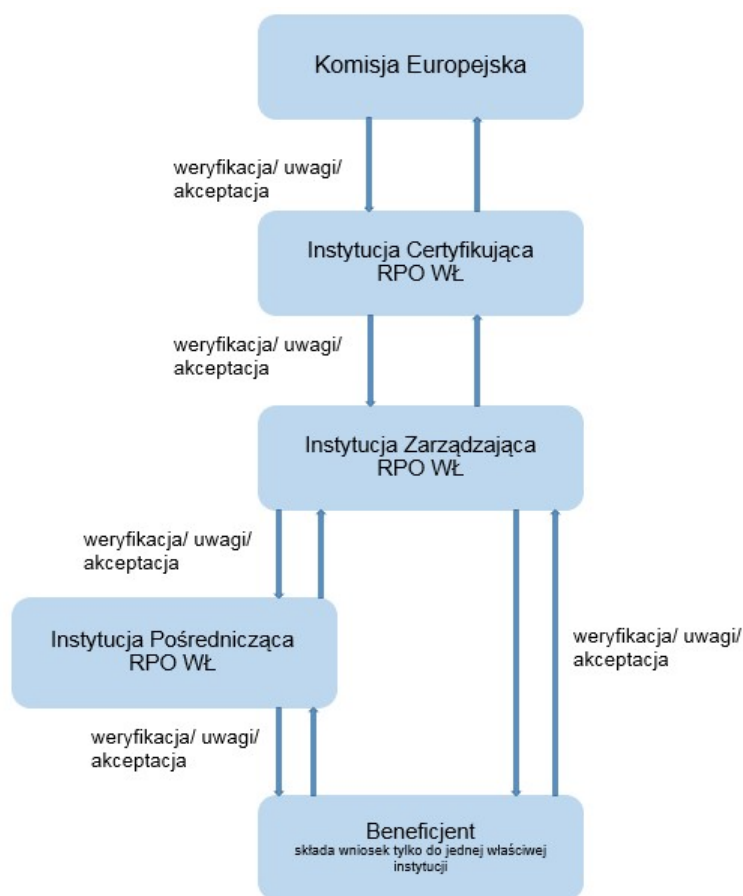 Komisja Europejska
weryfikacja/ uwagi/
akceptacja
Instytucja Certyfikująca
RPO WŁ
weryfikacja/ uwagi/
akceptacja
Instytucja Zarządzająca
RPO WŁ
weryfikacja/ uwagi/
akceptacja
Instytucja Pośrednicząca
RPO WŁ
weryfikacja/ uwagi/
akceptacja
weryfikacja/ uwagi/
akceptacja
Beneficjent
składa wniosek tylko do jednej właściwej
instytucji